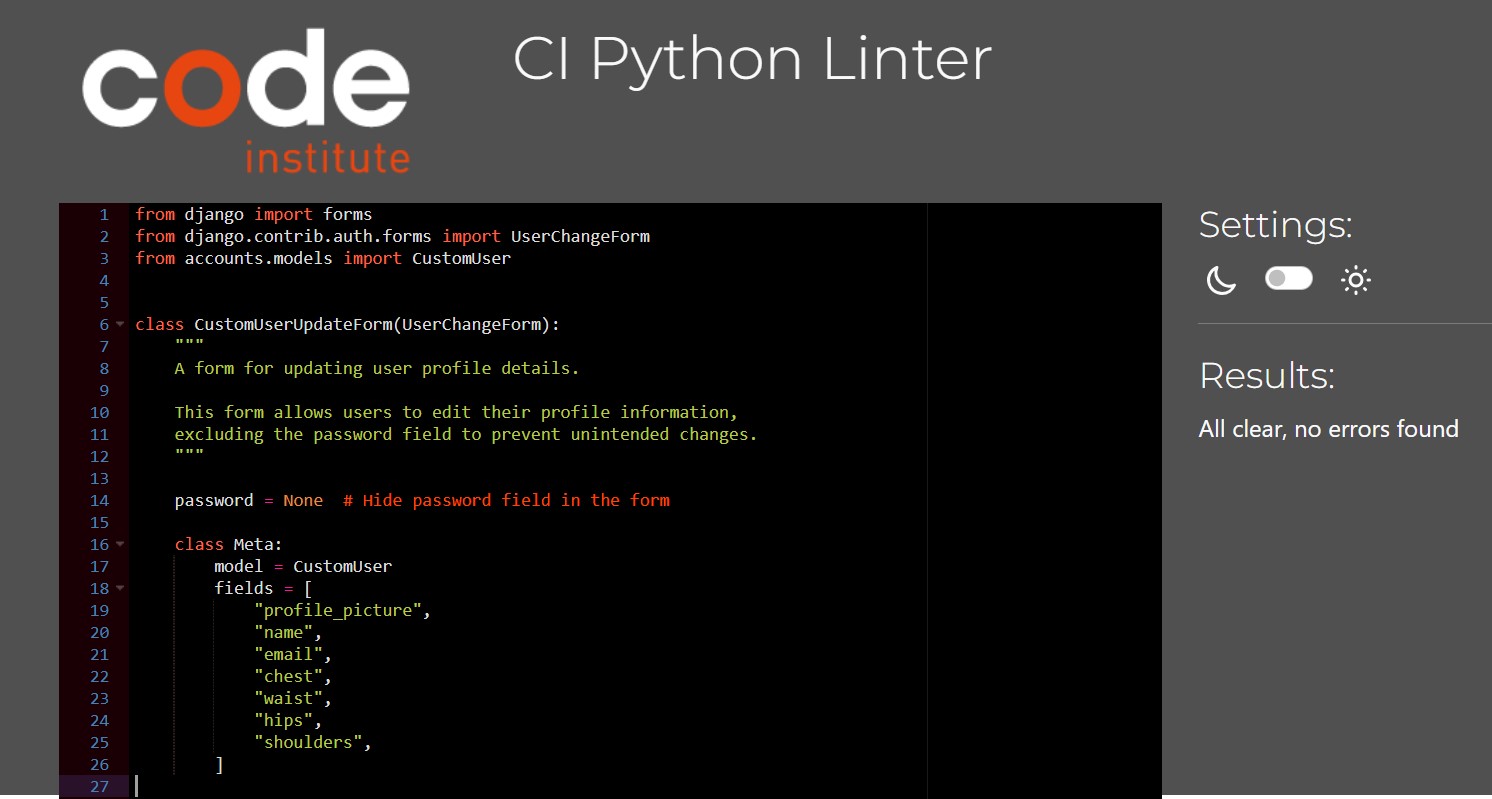 code
institute
CI Python Linter
1 from django import forms
2 from django.contrib.auth.forms import UserChangeForm
3 from accounts.models import CustomUser
4
5
6 class CustomUserUpdateForm(UserChangeForm):
7     """
8     A form for updating user profile details.
9
10     This form allows users to edit their profile information,
11     excluding the password field to prevent unintended changes.
12     """
13
14     password = None  # Hide password field in the form
15
16     class Meta:
17         model = CustomUser
18         fields = [
19             "profile_picture",
20             "name",
21             "email",
22             "chest",
23             "waist",
24             "hips",
25             "shoulders",
26         ]
27
Settings:
Results:
All clear, no errors found